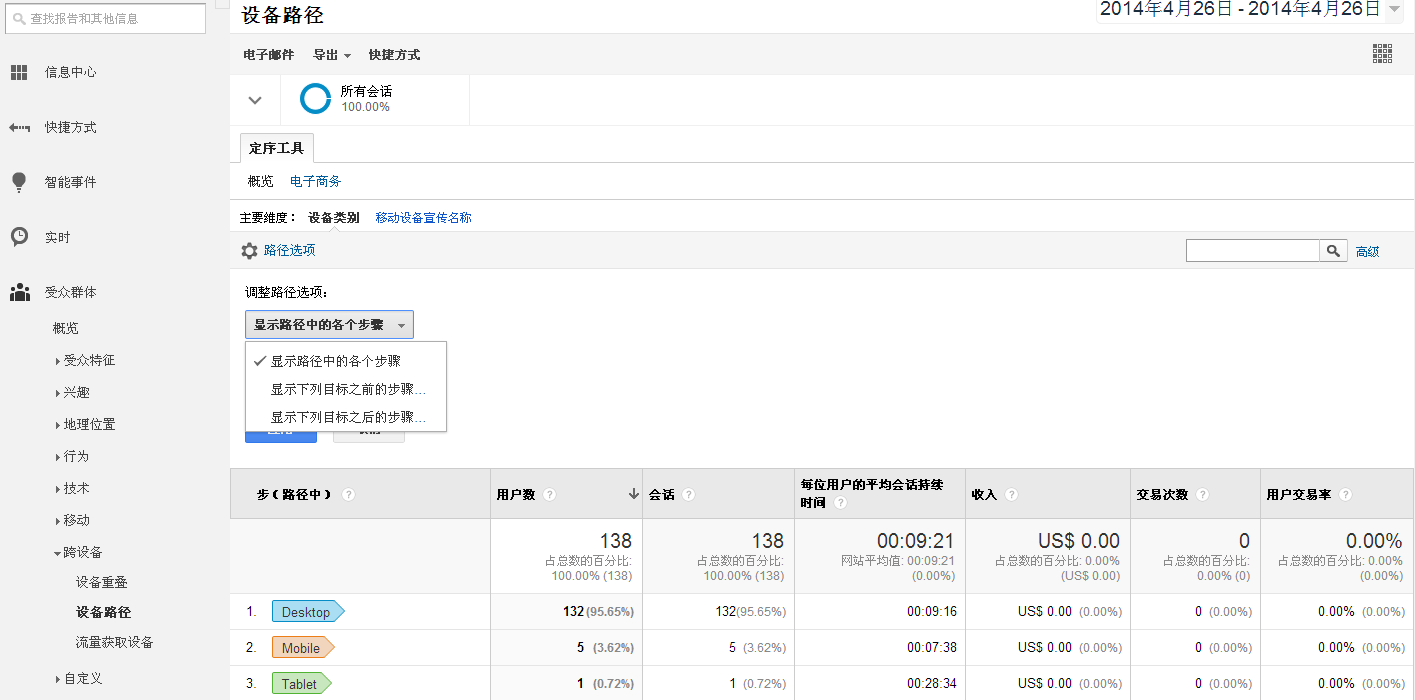 查找报告和其他信息
信息中心
快捷方式
智能事件
实时
受众群体
概览
受众特征
兴趣
地理位置
行为
技术
移动
跨设备
设备重叠
设备路径
流量获取设备
自定义
设备路径
2014年4月26日 - 2014年4月26日
电子邮件 导出 快捷方式
所有会话
100.00%
定序工具
概览 电子商务
主要维度： 设备类别 移动设备宣传名称
路径选项
高级
调整路径选项：
显示路径中的各个步骤
显示路径中的各个步骤
显示下列目标之前的步骤...
显示下列目标之后的步骤...
步（路径中） ? 用户数 ? 会话 ? 每位用户的平均会话持续时间 ? 收入 ? 交易次数 ? 用户交易率 ?
138 138 00:09:21 US$ 0.00 0 0.00%
占总数的百分比: 占总数的百分比: 网站平均值: 00:09:21 占总数的百分比: 0.00% 占总数的百分比: 占总数的百分比: 0.00%
100.00% (138) 100.00% (138) (0.00%) (US$ 0.00) 0.00% (0) (0.00%)
1. Desktop 132 (95.65%) 132(95.65%) 00:09:16 US$ 0.00 (0.00%) 0 (0.00%) 0.00% (0.00%)
2. Mobile 5 (3.62%) 5 (3.62%) 00:07:38 US$ 0.00 (0.00%) 0 (0.00%) 0.00% (0.00%)
3. Tablet 1 (0.72%) 1 (0.72%) 00:28:34 US$ 0.00 (0.00%) 0 (0.00%) 0.00% (0.00%)